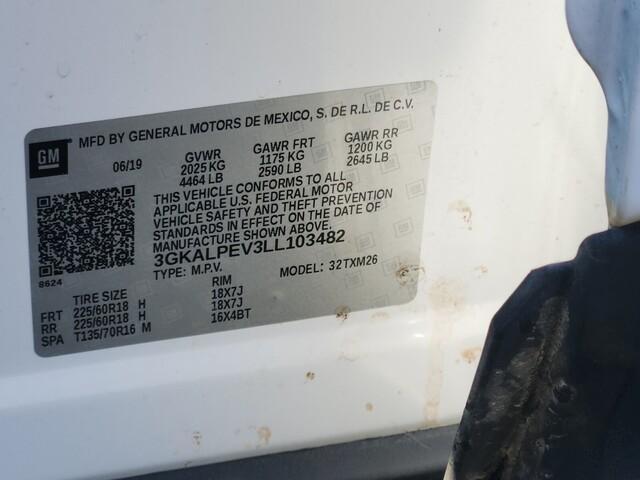 MFD BY GENERAL MOTORS DE MEXICO, S. DE R.L. DE C.V.
GM
06/19 GVWR GAWR FRT GAWR RR
2025 KG 1175 KG 1200 KG
4464 LB 2590 LB 2645 LB
THIS VEHICLE CONFORMS TO ALL
APPLICABLE U.S. FEDERAL MOTOR
VEHICLE SAFETY AND THEFT PREVENTION
STANDARDS IN EFFECT ON THE DATE OF
MANUFACTURE SHOWN ABOVE.
3GKALPEV3LL103482
8624
TYPE: M.P.V. MODEL: 32TXM26
TIRE SIZE RIM
FRT 225/60R18 H 18X7J
RR 225/60R18 H 18X7J
SPA T135/70R16 M 16X4BT